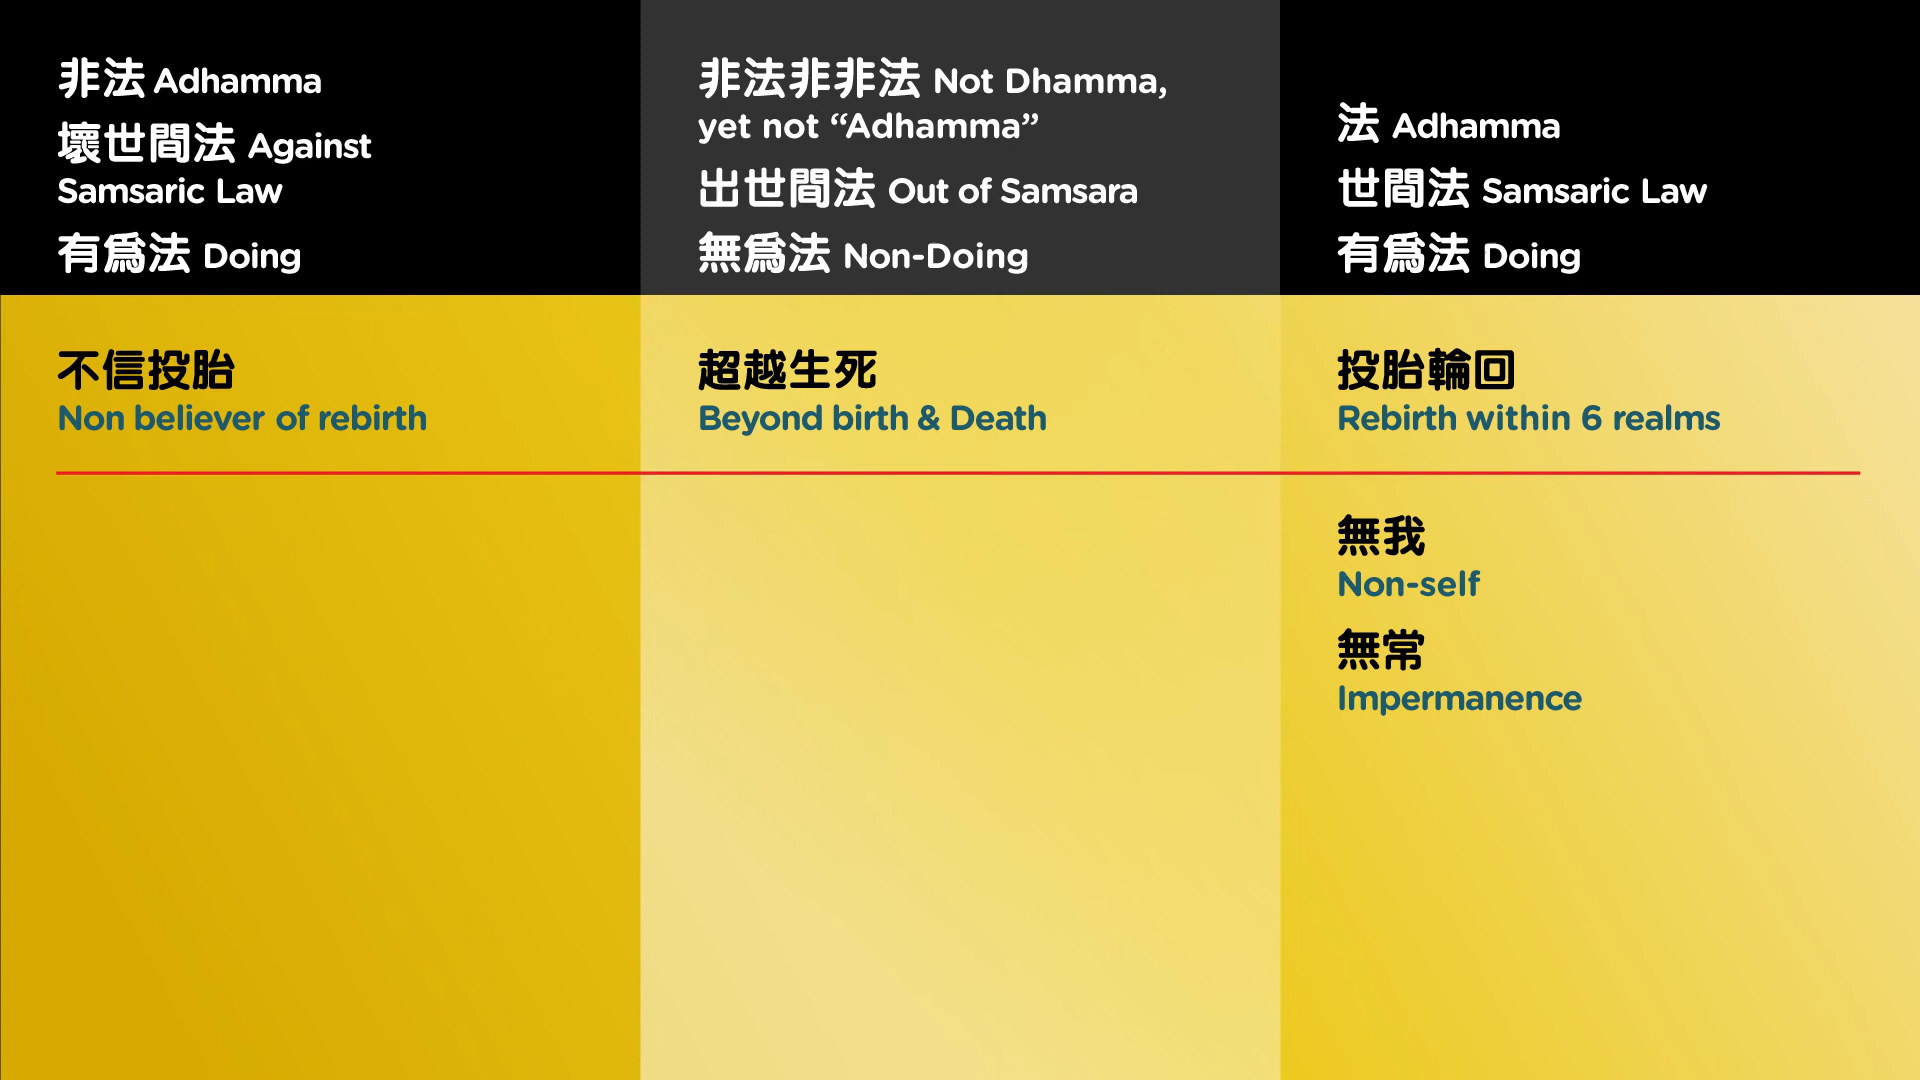 非法 Adhamma
壞世間法 Against
Samsaric Law
有爲法 Doing
非法非非法 Not Dhamma,
yet not “Adhamma”
出世間法 Out of Samsara
無爲法 Non-Doing
法 Adhamma
世間法 Samsaric Law
有爲法 Doing
不信投胎
Non believer of rebirth
超越生死
Beyond birth & Death
投胎輪回
Rebirth within 6 realms
無我
Non-self
無常
Impermanence